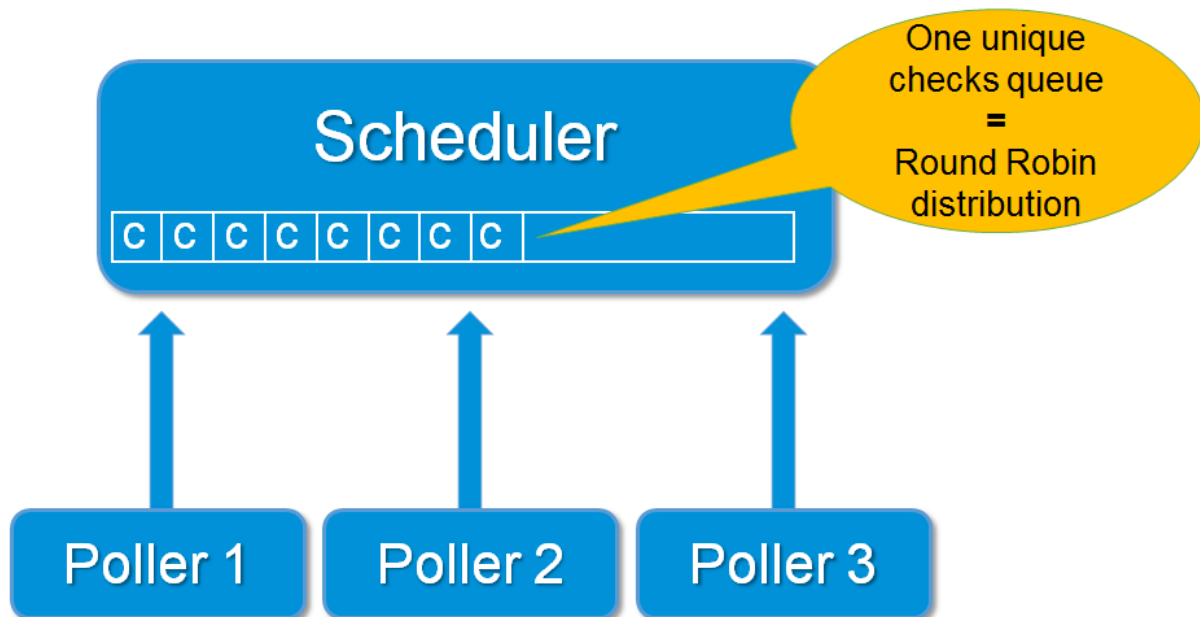 One unique
checks queue
=
Round Robin
distribution
Scheduler
C C C C C C C C
Poller 1 Poller 2 Poller 3